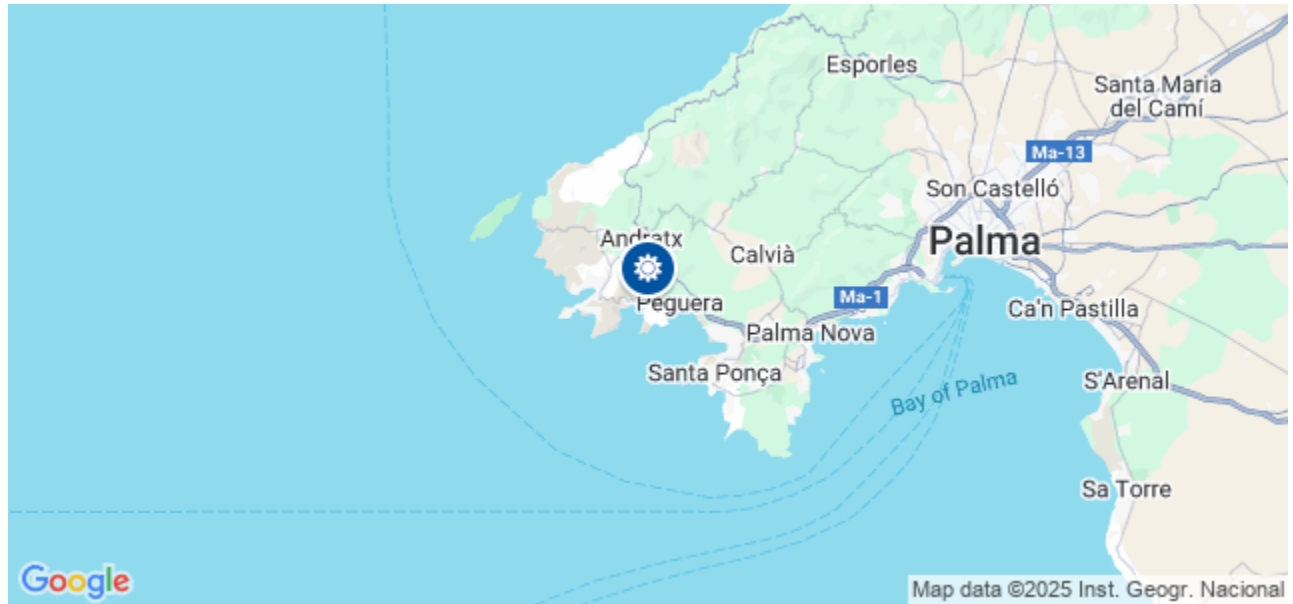 Esporles
Santa Maria
del Camí
Ma-13
Son Castelló
Andratx
Palma
Calvià
Peguera
Ma-1
Ca'n Pastilla
Palma Nova
Santa Ponça
S'Arenal
Bay of Palma
Sa Torre
Google
Map data ©2025 Inst. Geogr. Nacional